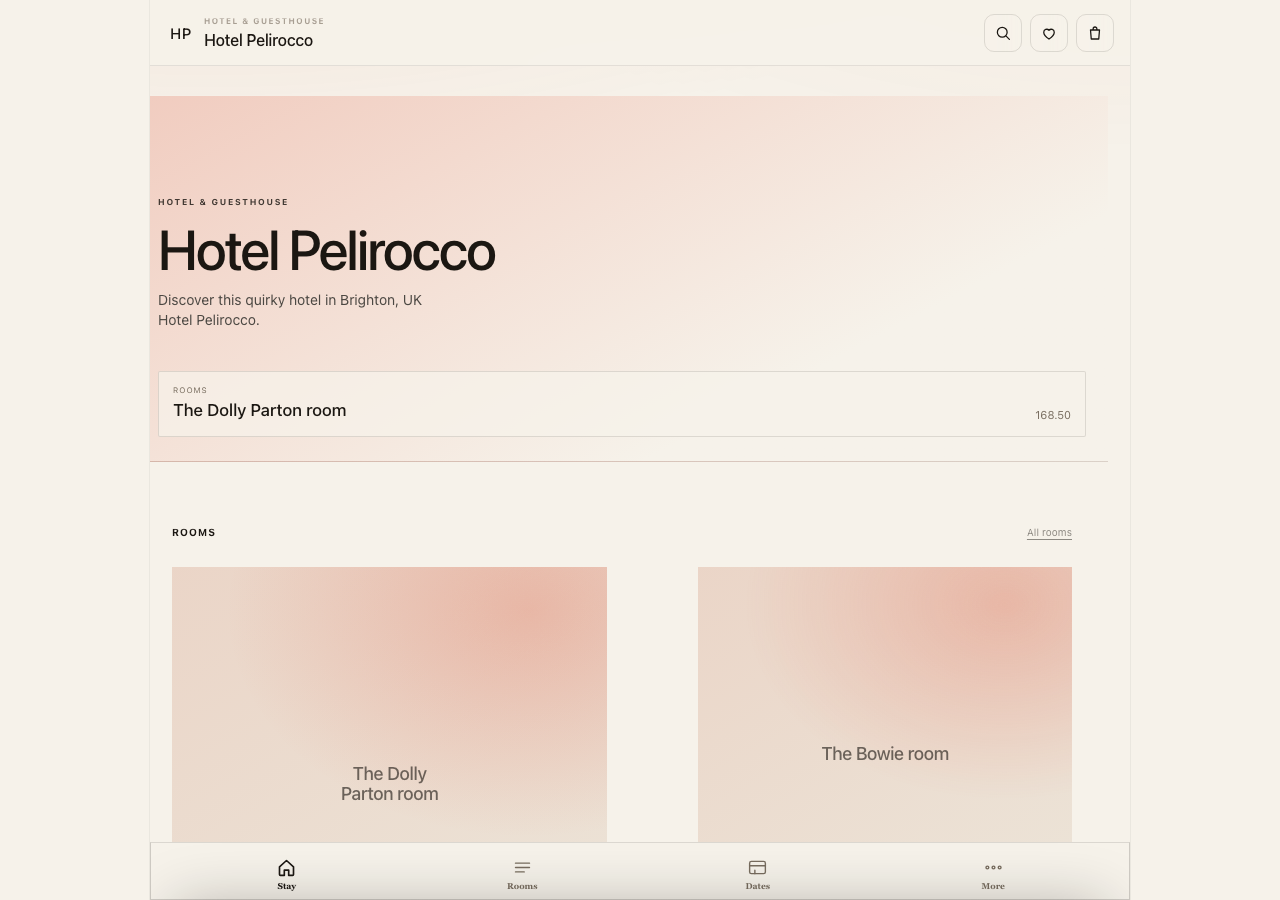 HP
HOTEL & GUESTHOUSE
Hotel Pelirocco
HOTEL & GUESTHOUSE
Hotel Pelirocco
Discover this quirky hotel in Brighton, UK
Hotel Pelirocco.
ROOMS
The Dolly Parton room
168.50
ROOMS
All rooms
The Dolly
Parton room
The Bowie room
Stay
Rooms
Dates
More